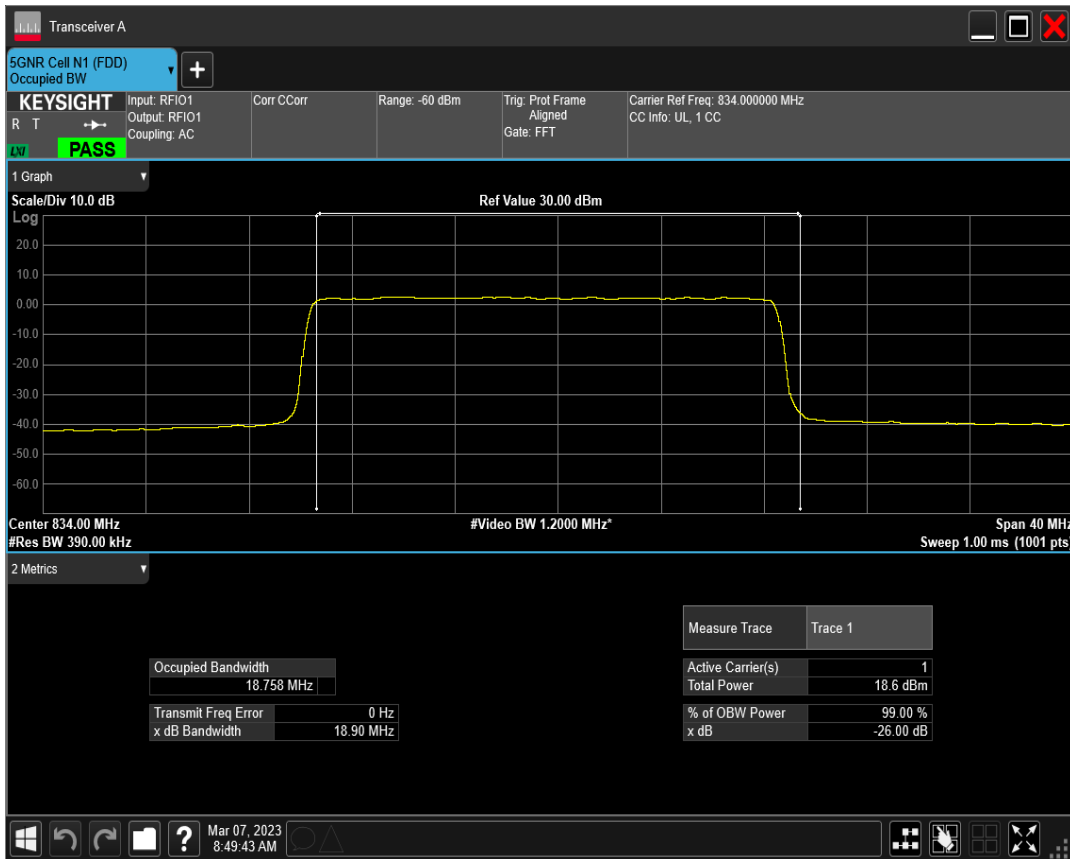 Transceiver A
5GNR Cell N1 (FDD)
Occupied BW
+
KEYSIGHT
R T
LXI
PASS
Input: RFIO1
Output: RFIO1
Coupling: AC
Corr CCorr
Range: -60 dBm
Trig: Prot Frame
Aligned
Gate: FFT
Carrier Ref Freq: 834.000000 MHz
CC Info: UL, 1 CC
1 Graph
Scale/Div 10.0 dB
Ref Value 30.00 dBm
Log
20.0
10.0
0.00
-10.0
-20.0
-30.0
-40.0
-50.0
-60.0
Center 834.00 MHz
#Video BW 1.2000 MHz*
Span 40 MHz
#Res BW 390.00 kHz
Sweep 1.00 ms (1001 pts)
2 Metrics
Measure Trace Trace 1
Occupied Bandwidth
18.758 MHz
Active Carrier(s) 1
Total Power 18.6 dBm
Transmit Freq Error 0 Hz
x dB Bandwidth 18.90 MHz
% of OBW Power 99.00 %
x dB -26.00 dB
?
Mar 07, 2023
8:49:43 AM